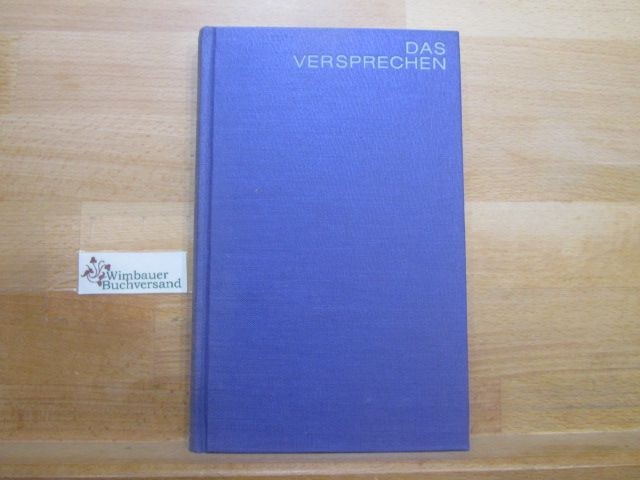 DAS
VERSPRECHEN
Wimbauer
Buchversand